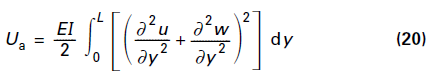 U_a = \frac{EI}{2} \int_0^L \left[ \left( \frac{\partial^2 u}{\partial y^2} + \frac{\partial^2 w}{\partial y^2} \right)^2 \right] dy (20)